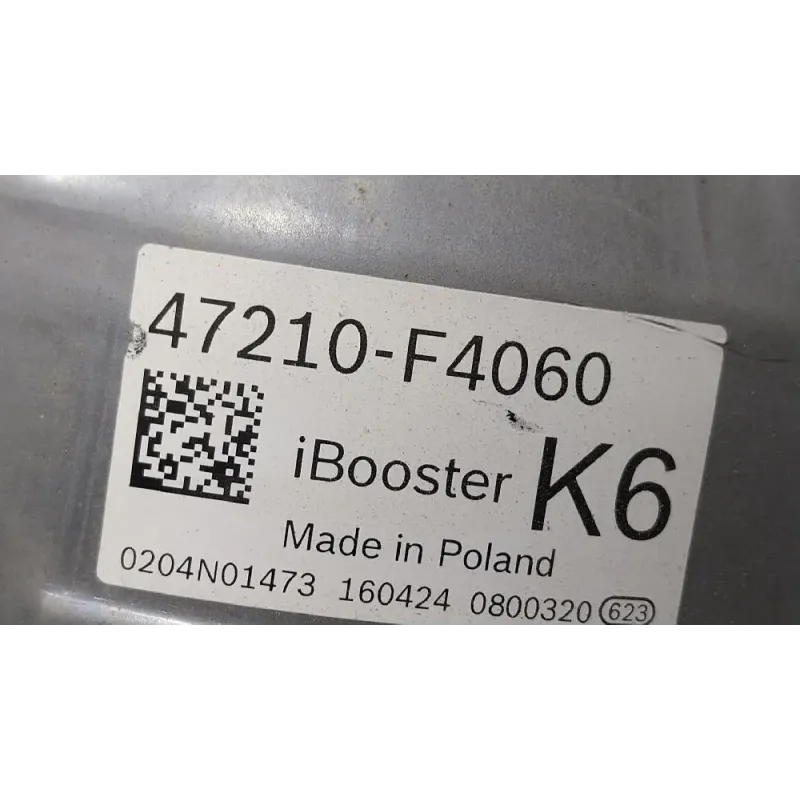 47210-F4060
iBooster K6
Made in Poland
0204N01473 160424 0800320 623